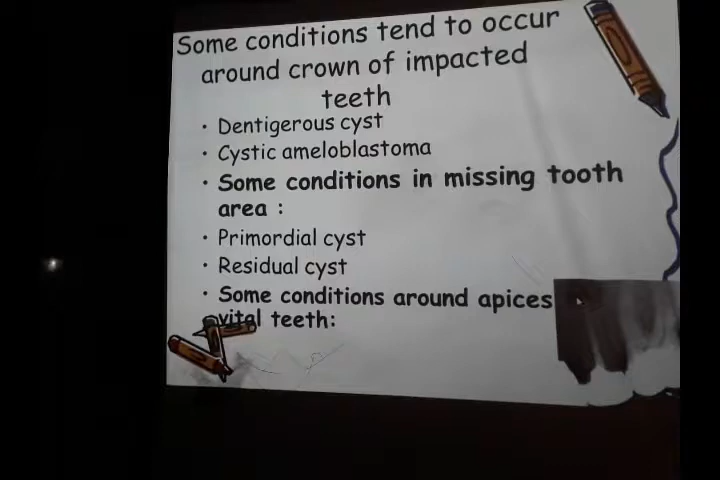 Some conditions tend to occur
around crown of impacted
teeth
• Dentigerous cyst
• Cystic ameloblastoma
• Some conditions in missing tooth
area :
• Primordial cyst
• Residual cyst
• Some conditions around apices
vital teeth: